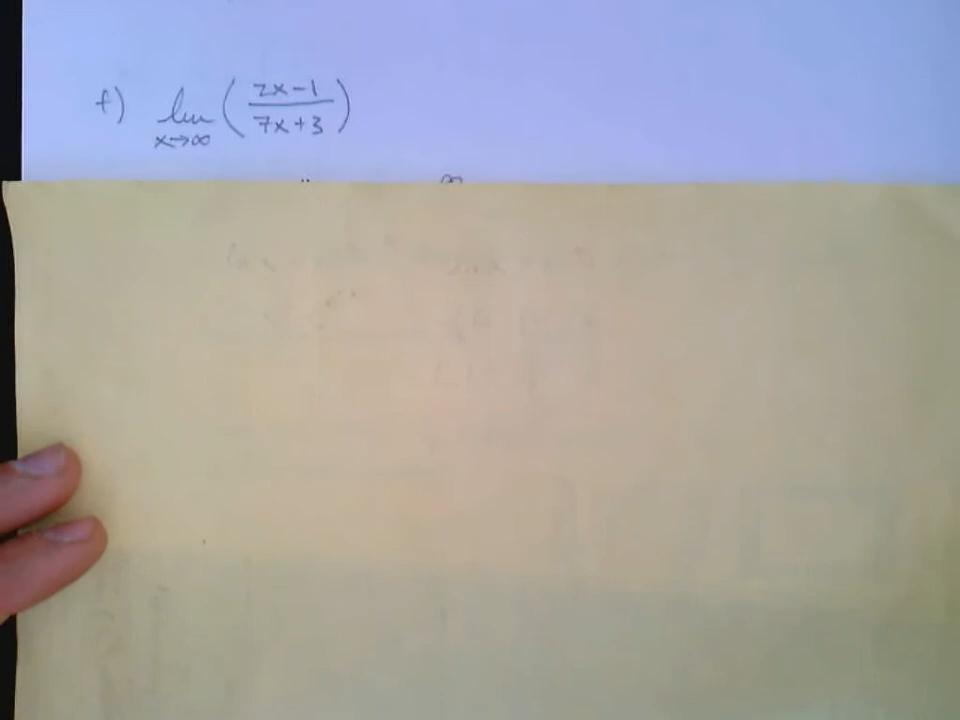 f) lim x→∞ (2x-1 / 7x+3)